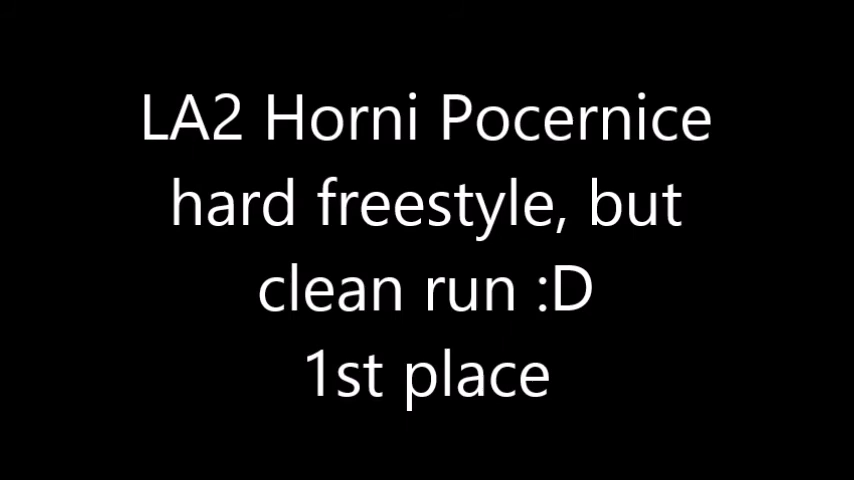 LA2 Horni Pocernice
hard freestyle, but
clean run :D
1st place